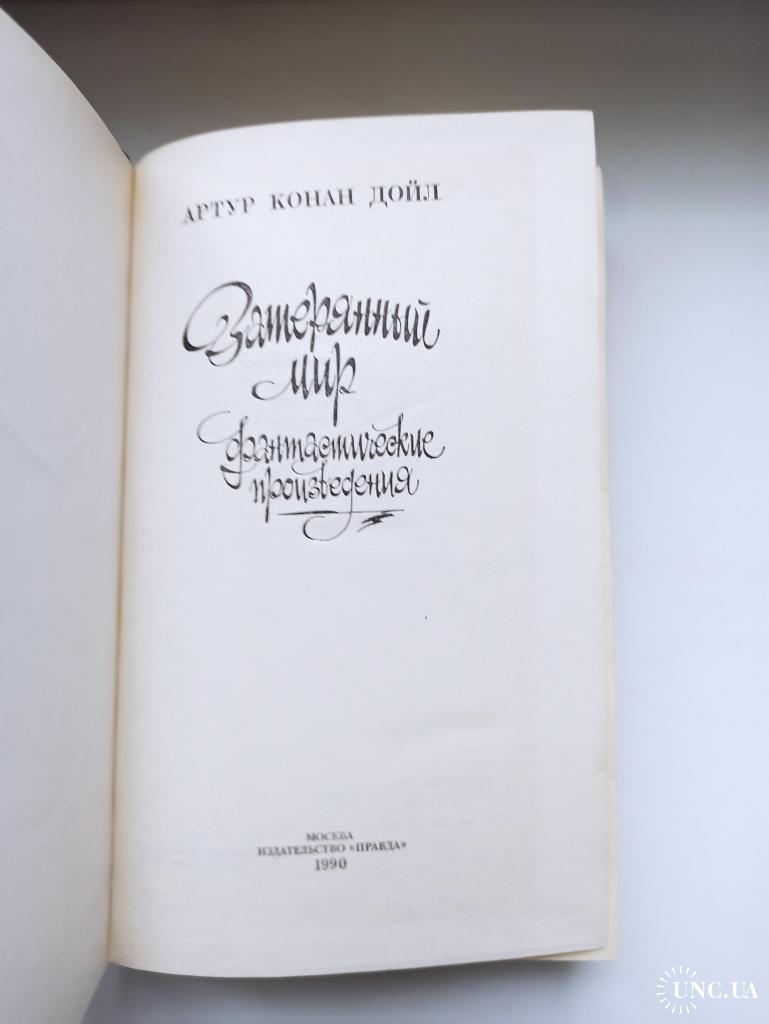 АРТУР КОНАН ДОЙЛ
Затерянный
мир
фантастические
произведения
МОСКВА
ИЗДАТЕЛЬСТВО «ПРАВДА»
1990
UNC.UA